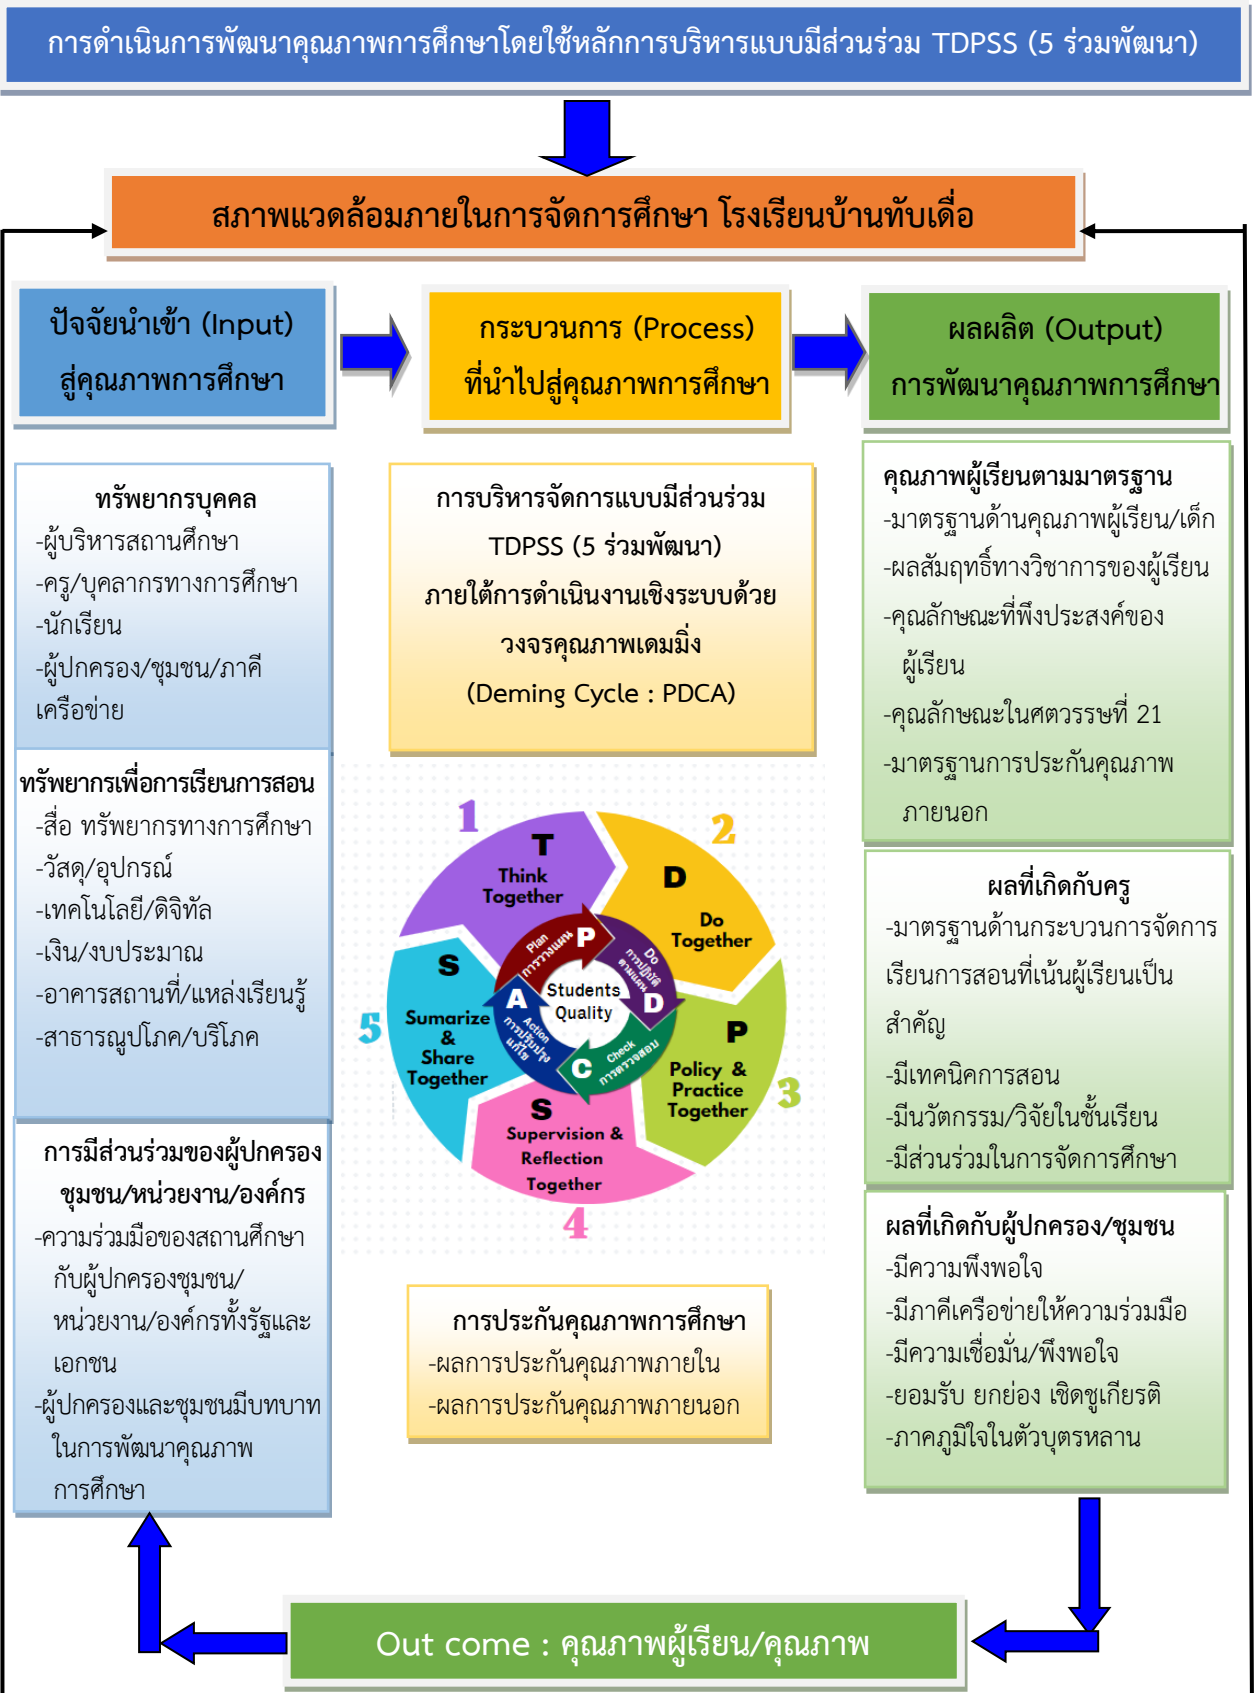 การดำเนินการพัฒนาคุณภาพการศึกษาโดยใช้หลักการบริหารแบบมีส่วนร่วม TDPSS (5 ร่วมพัฒนา)
สภาพแวดล้อมภายในการจัดการศึกษา โรงเรียนบ้านทับเดื่อ
ปัจจัยนำเข้า (Input)
สู่คุณภาพการศึกษา
กระบวนการ (Process)
ที่นำไปสู่คุณภาพการศึกษา
ผลผลิต (Output)
การพัฒนาคุณภาพการศึกษา
ทรัพยากรบุคคล
-ผู้บริหารสถานศึกษา
-ครู/บุคลากรทางการศึกษา
-นักเรียน
-ผู้ปกครอง/ชุมชน/ภาคี
เครือข่าย
ทรัพยากรเพื่อการเรียนการสอน
-สื่อ ทรัพยากรทางการศึกษา
-วัสดุ/อุปกรณ์
-เทคโนโลยี/ดิจิทัล
-เงิน/งบประมาณ
-อาคารสถานที่/แหล่งเรียนรู้
-สาธารณูปโภค/บริโภค
การมีส่วนร่วมของผู้ปกครอง
ชุมชน/หน่วยงาน/องค์กร
-ความร่วมมือของสถานศึกษา
กับผู้ปกครองชุมชน/
หน่วยงาน/องค์กรทั้งรัฐและ
เอกชน
-ผู้ปกครองและชุมชนมีบทบาท
ในการพัฒนาคุณภาพ
การศึกษา
การบริหารจัดการแบบมีส่วนร่วม
TDPSS (5 ร่วมพัฒนา)
ภายใต้การดำเนินงานเชิงระบบด้วย
วงจรคุณภาพเดมมิ่ง
(Deming Cycle : PDCA)
1
T
Think
Together
2
D
Do
Together
3
P
Policy &
Practice
Together
4
S
Supervision &
Reflection
Together
5
S
Sumarize
&
Share
Together
P
Plan
การวางแผน
D
Do
การปฏิบัติ
ตามแผน
C
Check
การตรวจสอบ
A
Action
การปรับปรุง
แก้ไข
Students
Quality
การประกันคุณภาพการศึกษา
-ผลการประกันคุณภาพภายใน
-ผลการประกันคุณภาพภายนอก
คุณภาพผู้เรียนตามมาตรฐาน
-มาตรฐานด้านคุณภาพผู้เรียน/เด็ก
-ผลสัมฤทธิ์ทางวิชาการของผู้เรียน
-คุณลักษณะที่พึงประสงค์ของ
ผู้เรียน
-คุณลักษณะในศตวรรษที่ 21
-มาตรฐานการประกันคุณภาพ
ภายนอก
ผลที่เกิดกับครู
-มาตรฐานด้านกระบวนการจัดการ
เรียนการสอนที่เน้นผู้เรียนเป็น
สำคัญ
-มีเทคนิคการสอน
-มีนวัตกรรม/วิจัยในชั้นเรียน
-มีส่วนร่วมในการจัดการศึกษา
ผลที่เกิดกับผู้ปกครอง/ชุมชน
-มีความพึงพอใจ
-มีภาคีเครือข่ายให้ความร่วมมือ
-มีความเชื่อมั่น/พึงพอใจ
-ยอมรับ ยกย่อง เชิดชูเกียรติ
-ภาคภูมิใจในตัวบุตรหลาน
Out come : คุณภาพผู้เรียน/คุณภาพ